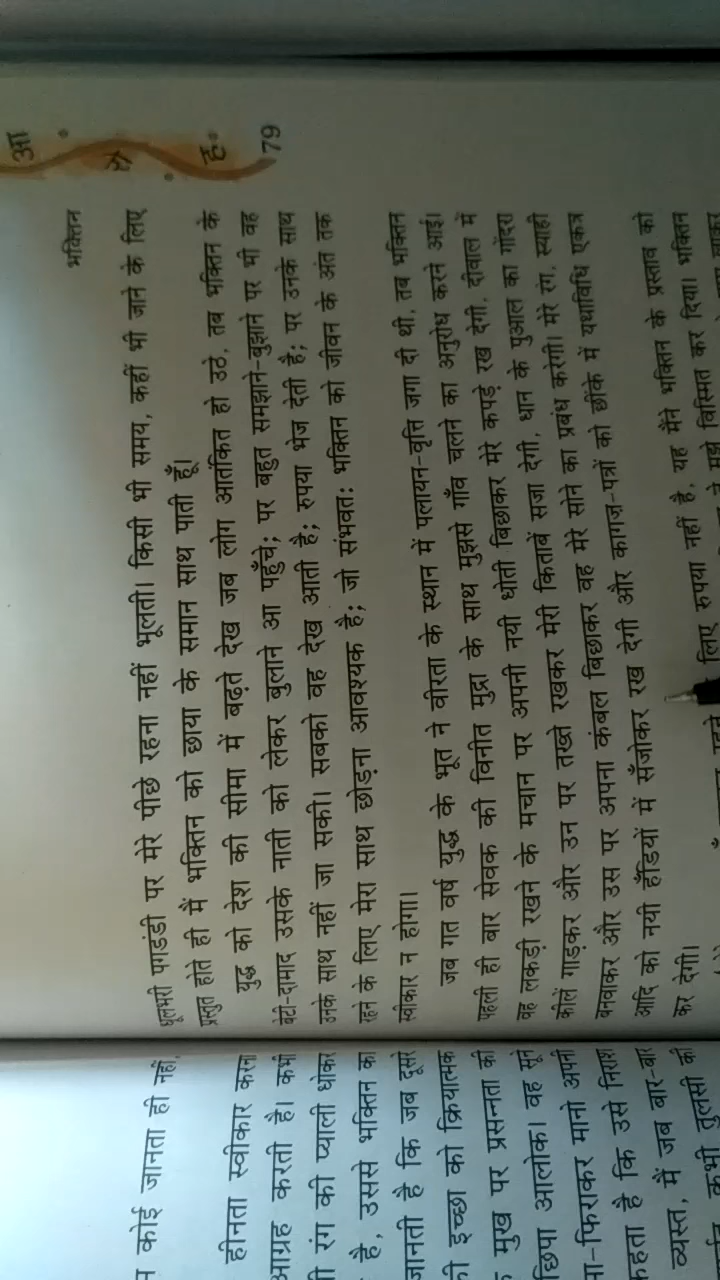 न कोई जानता ही नहीं,
हीनता स्वीकार करना
आग्रह करती है। कभी
रंग की प्याली धोकर
है, उससे भक्तिन का
जानती है कि जब दूसरे
इच्छा को क्रियात्मक
मुख पर प्रसन्नता की
छिपा आलोक। वह सूने
फिराकर मानो अपनी
कहता है कि उसे निराश
व्यस्त, मैं जब बार-बार
कभी तुलसी की
आ
रो
ह
79
भक्तिन
धूलभरी पगडंडी पर मेरे पीछे रहना नहीं भूलती। किसी भी समय, कहीं भी जाने के लिए
प्रस्तुत होते ही मैं भक्तिन को छाया के समान साथ पाती हूँ।
युद्ध को देश की सीमा में बढ़ते देख जब लोग आतंकित हो उठे, तब भक्तिन के
बेटी-दामाद उसके नाती को लेकर बुलाने आ पहुँचे; पर बहुत समझाने-बुझाने पर भी वह
उनके साथ नहीं जा सकी। सबको वह देख आती है; रुपया भेज देती है; पर उनके साथ
रहने के लिए मेरा साथ छोड़ना आवश्यक है; जो संभवत: भक्तिन को जीवन के अंत तक
स्वीकार न होगा।
जब गत वर्ष युद्ध के भूत ने वीरता के स्थान में पलायन-वृत्ति जगा दी थी, तब भक्तिन
पहली ही बार सेवक की विनीत मुद्रा के साथ मुझसे गाँव चलने का अनुरोध करने आई।
वह लकड़ी रखने के मचान पर अपनी नयी धोती बिछाकर मेरे कपड़े रख देगी, दीवाल में
कीलें गाड़कर और उन पर तख्ते रखकर मेरी किताबें सजा देगी, धान के पुआल का गोंदरा
बनवाकर और उस पर अपना कंबल बिछाकर वह मेरे सोने का प्रबंध करेगी। मेरे रंग, स्याही
आदि को नयी हँडियों में सँजोकर रख देगी और कागज़-पत्रों को छींके में यथाविधि एकत्र
कर देगी।
लिए रुपया नहीं है, यह मैंने भक्तिन के प्रस्ताव को
मुझे विस्मित कर दिया। भक्तिन